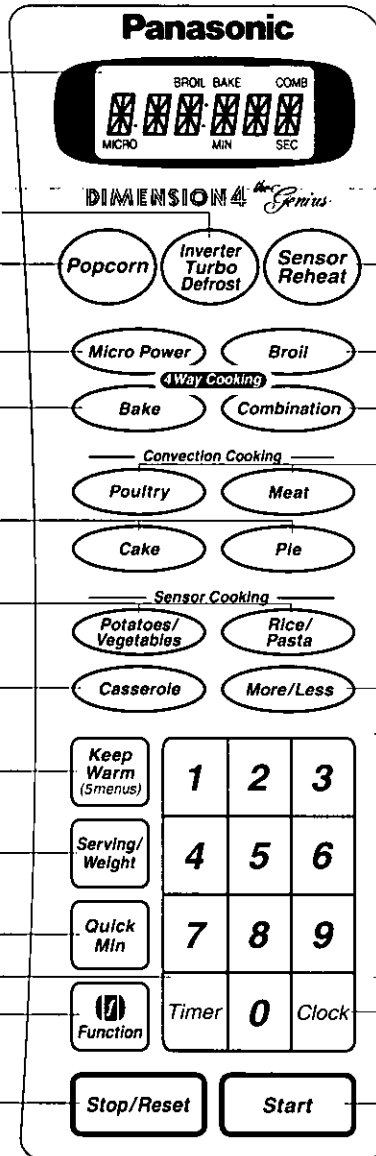 Panasonic
BROIL BAKE COMB
MICRO MIN SEC
DIMENSION 4 the Genius
Popcorn
Inverter
Turbo
Defrost
Sensor
Reheat
Micro Power
Broil
4 Way Cooking
Bake
Combination
Convection Cooking
Poultry
Meat
Cake
Pie
Sensor Cooking
Potatoes/
Vegetables
Rice/
Pasta
Casserole
More/Less
Keep
Warm
(5menus)
1 2 3
Serving/
Weight
4 5 6
Quick
Min
7 8 9
Function
Timer 0 Clock
Stop/Reset
Start